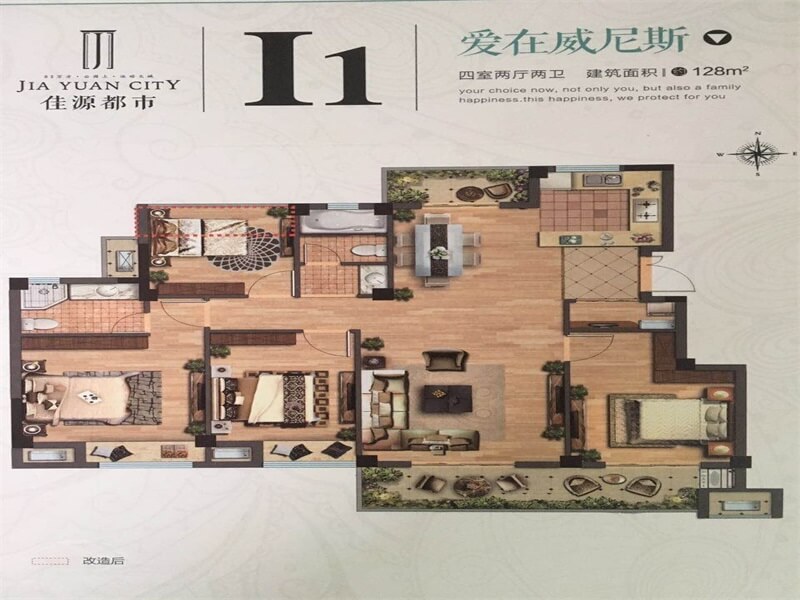 JIA YUAN CITY
佳源都市
I1
爱在威尼斯
四室两厅两卫 建筑面积 约 128m²
your choice now, not only you, but also a family
happiness.this happiness, we protect for you
N
W E
S
改造后